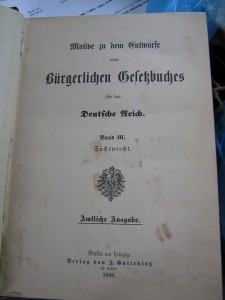 Motive zu dem Entwurfe
eines
Bürgerlichen Gesetzbuches
für das
Deutsche Reich.
Band III.
Sachenrecht.
Amtliche Ausgabe.
Berlin und Leipzig.
Verlag von J. Guttentag
1888.